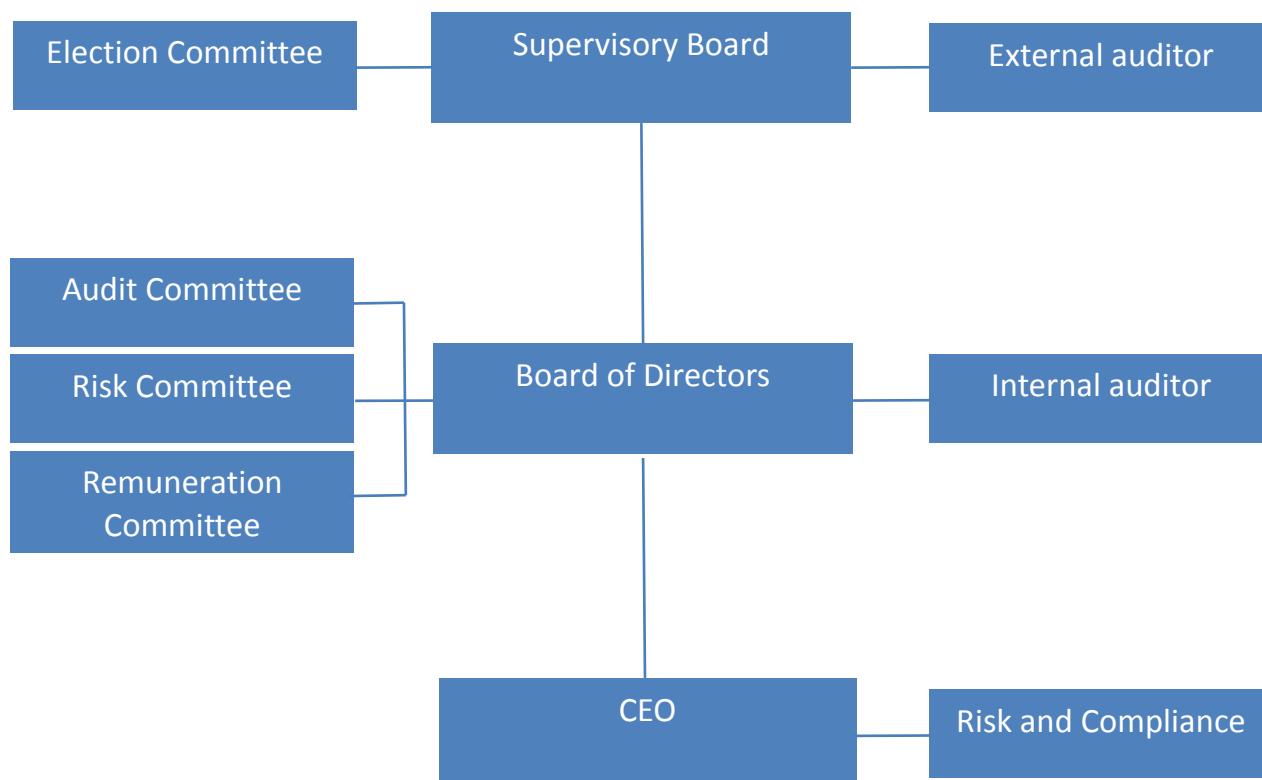 Election Committee
Supervisory Board
External auditor
Audit Committee
Risk Committee
Remuneration
Committee
Board of Directors
Internal auditor
CEO
Risk and Compliance